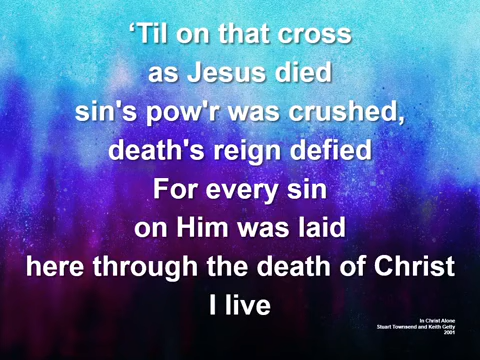 ‘Til on that cross
as Jesus died
sin's pow'r was crushed,
death's reign defied
For every sin
on Him was laid
here through the death of Christ
I live
In Christ Alone
Stuart Townsend and Keith Getty
2001